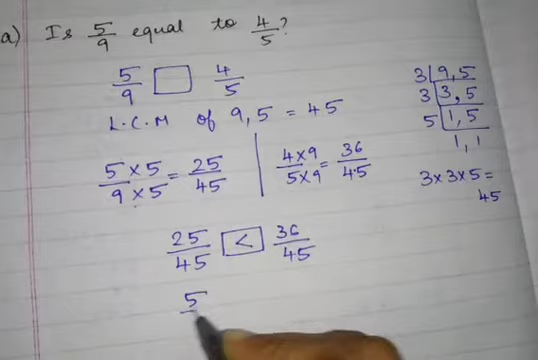 a) Is 5/9 equal to 4/5?
5/9 □ 4/5
L.C.M of 9,5 = 45
3 | 9,5
3 | 3,5
5 | 1,5
1,1
3×3×5=
45
5×5/9×5 = 25/45 | 4×9/5×9 = 36/45
25/45 < 36/45
5